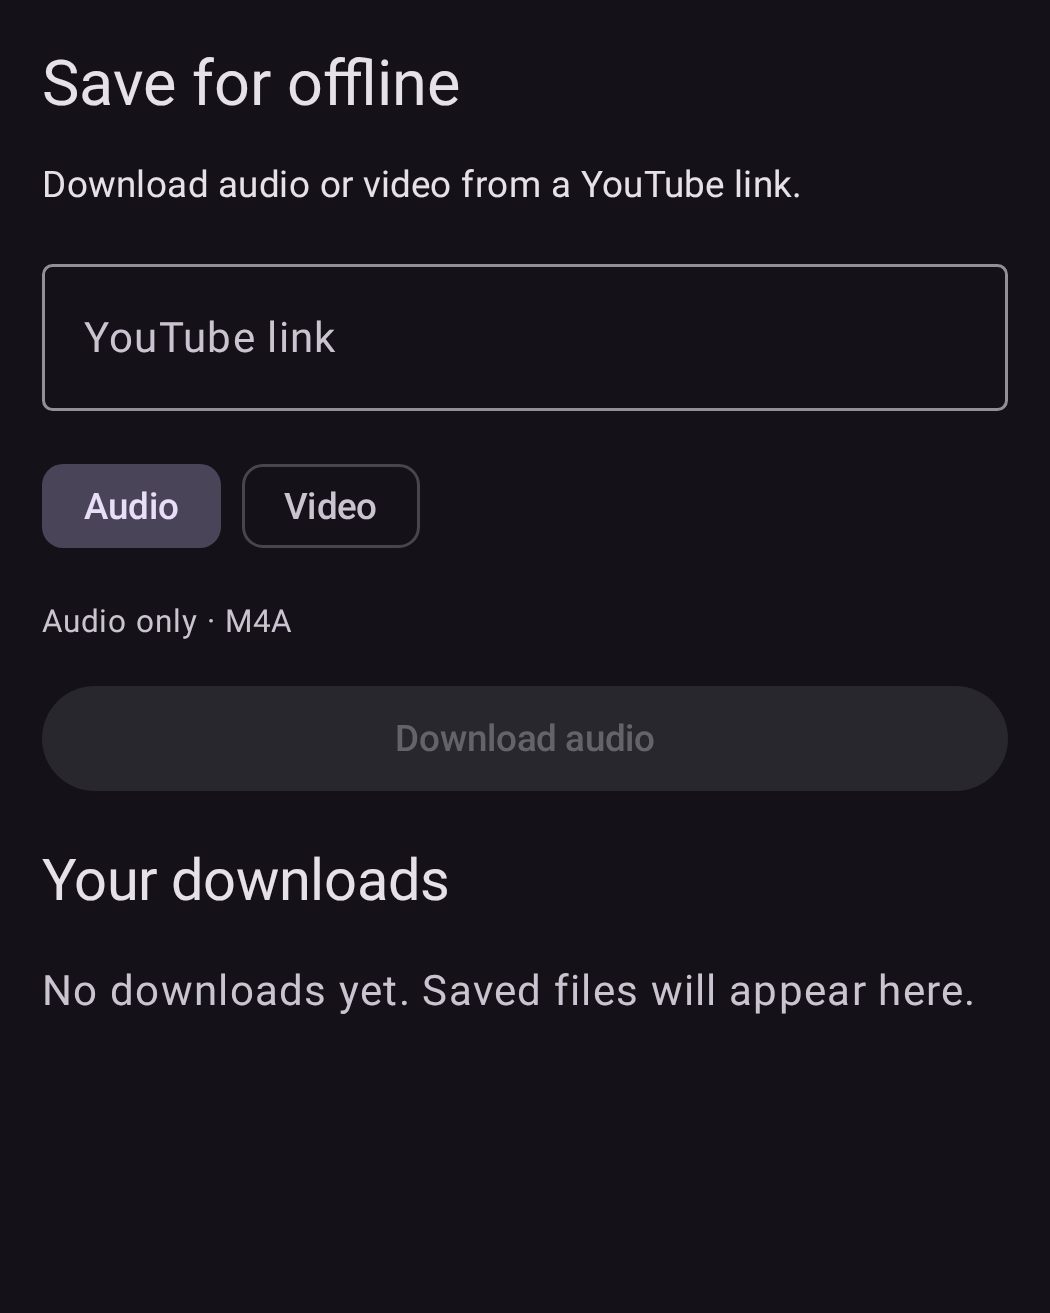 Save for offline
Download audio or video from a YouTube link.
YouTube link
Audio Video
Audio only · M4A
Download audio
Your downloads
No downloads yet. Saved files will appear here.